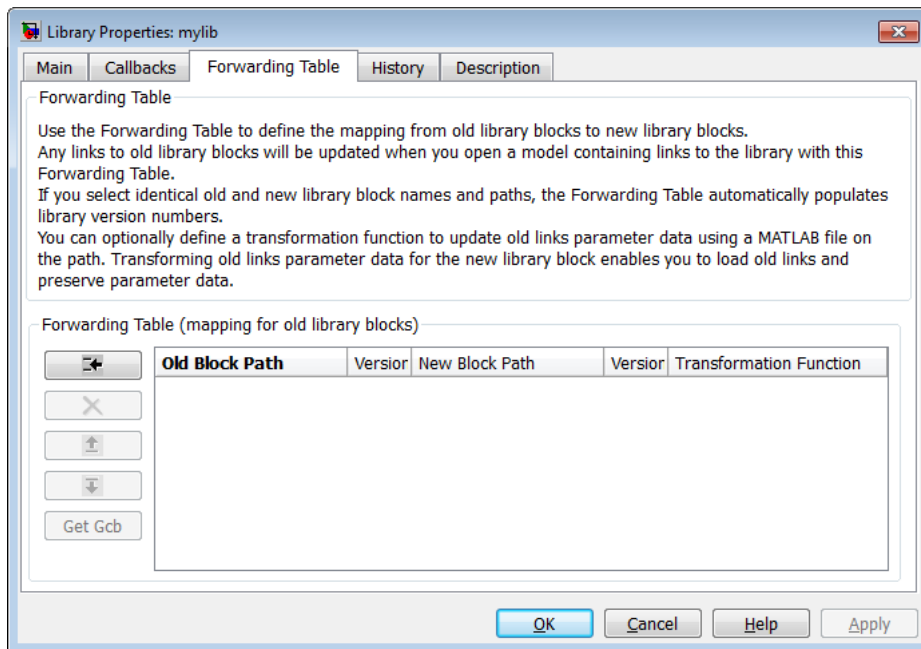 Library Properties: mylib
Main Callbacks Forwarding Table History Description
Forwarding Table
Use the Forwarding Table to define the mapping from old library blocks to new library blocks.
Any links to old library blocks will be updated when you open a model containing links to the library with this
Forwarding Table.
If you select identical old and new library block names and paths, the Forwarding Table automatically populates
library version numbers.
You can optionally define a transformation function to update old links parameter data using a MATLAB file on
the path. Transforming old links parameter data for the new library block enables you to load old links and
preserve parameter data.
Forwarding Table (mapping for old library blocks)
Old Block Path Versior New Block Path Versior Transformation Function
Get Gcb
OK Cancel Help Apply